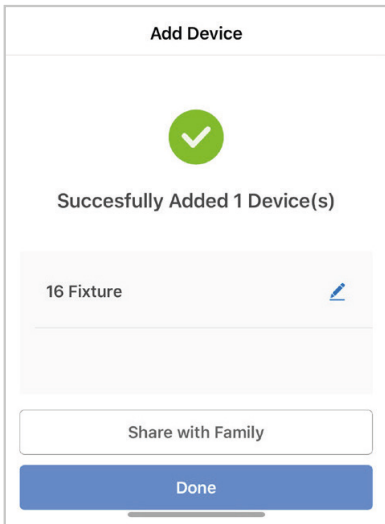 Add Device
Succesfully Added 1 Device(s)
16 Fixture
Share with Family
Done